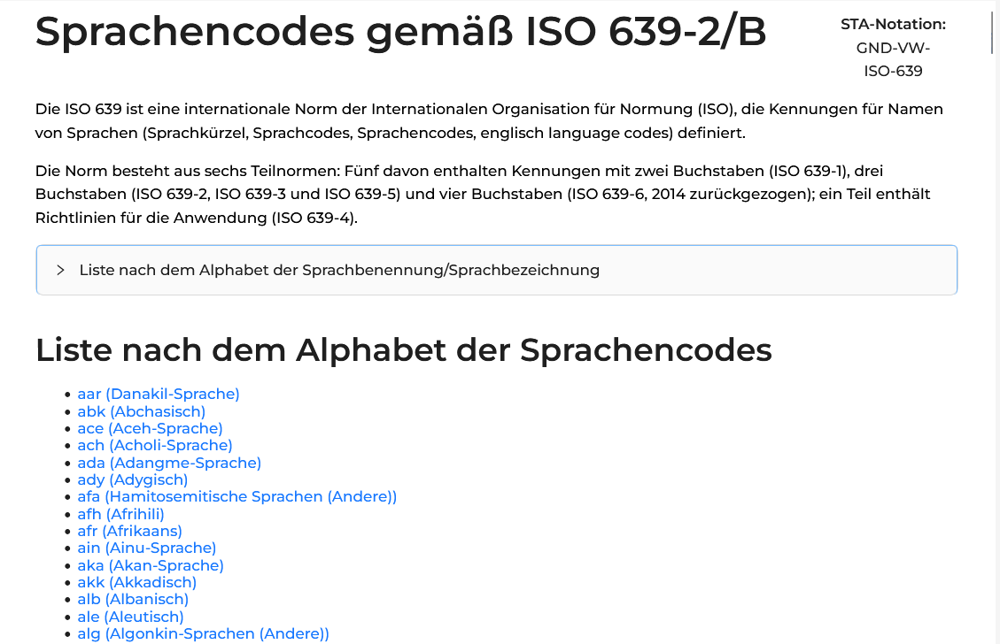 Sprachencodes gemäß ISO 639-2/B
STA-Notation:
GND-VW-
ISO-639
Die ISO 639 ist eine internationale Norm der Internationalen Organisation für Normung (ISO), die Kennungen für Namen
von Sprachen (Sprachkürzel, Sprachcodes, Sprachencodes, englisch language codes) definiert.
Die Norm besteht aus sechs Teilnormen: Fünf davon enthalten Kennungen mit zwei Buchstaben (ISO 639-1), drei
Buchstaben (ISO 639-2, ISO 639-3 und ISO 639-5) und vier Buchstaben (ISO 639-6, 2014 zurückgezogen); ein Teil enthält
Richtlinien für die Anwendung (ISO 639-4).
Liste nach dem Alphabet der Sprachbenennung/Sprachbezeichnung
Liste nach dem Alphabet der Sprachencodes
aar (Danakil-Sprache)
abk (Abchasisch)
ace (Aceh-Sprache)
ach (Acholi-Sprache)
ada (Adangme-Sprache)
ady (Adygisch)
afa (Hamitosemitische Sprachen (Andere))
afh (Afrihili)
afr (Afrikaans)
ain (Ainu-Sprache)
aka (Akan-Sprache)
akk (Akkadisch)
alb (Albanisch)
ale (Aleutisch)
alg (Algonkin-Sprachen (Andere))